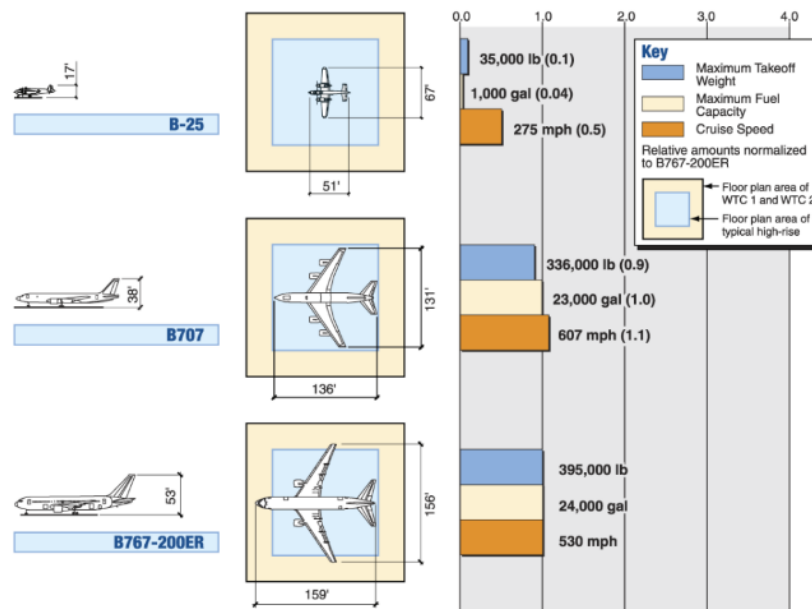 0.0 1.0 2.0 3.0 4.0
17'
B-25
67'
51'
35,000 lb (0.1)
1,000 gal (0.04)
275 mph (0.5)
Key
Maximum Takeoff
Weight
Maximum Fuel
Capacity
Cruise Speed
Relative amounts normalized
to B767-200ER
Floor plan area of
WTC 1 and WTC 2
Floor plan area of
typical high-rise
38'
B707
131'
136'
336,000 lb (0.9)
23,000 gal (1.0)
607 mph (1.1)
53'
B767-200ER
156'
159'
395,000 lb
24,000 gal
530 mph